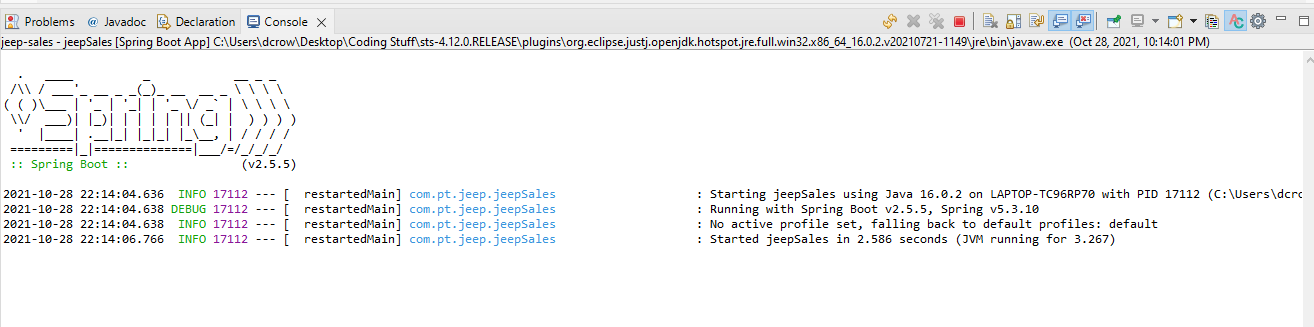 Problems @ Javadoc Declaration Console
jeep-sales - jeepSales [Spring Boot App] C:\Users\dcrow\Desktop\Coding Stuff\sts-4.12.0.RELEASE\plugins\org.eclipse.justj.openjdk.hotspot.jre.full.win32.x86_64_16.0.2.v20210721-1149\jre\bin\javaw.exe (Oct 28, 2021, 10:14:01 PM)
  .   ____          _            __ _ _
 /\\ / ___'_ __ _ _(_)_ __  __ _ \ \ \ \
( ( )\___ | '_ | '_| | '_ \/ _` | \ \ \ \
 \\/  ___)| |_)| | | | | || (_| |  ) ) ) )
  '  |____| .__|_| |_|_| |_\__, | / / / /
 =========|_|==============|___/=/_/_/_/
 :: Spring Boot ::                (v2.5.5)
2021-10-28 22:14:04.636  INFO 17112 --- [  restartedMain] com.pt.jeep.jeepSales                    : Starting jeepSales using Java 16.0.2 on LAPTOP-TC96RP70 with PID 17112 (C:\Users\dcro
2021-10-28 22:14:04.638 DEBUG 17112 --- [  restartedMain] com.pt.jeep.jeepSales                    : Running with Spring Boot v2.5.5, Spring v5.3.10
2021-10-28 22:14:04.638  INFO 17112 --- [  restartedMain] com.pt.jeep.jeepSales                    : No active profile set, falling back to default profiles: default
2021-10-28 22:14:06.766  INFO 17112 --- [  restartedMain] com.pt.jeep.jeepSales                    : Started jeepSales in 2.586 seconds (JVM running for 3.267)